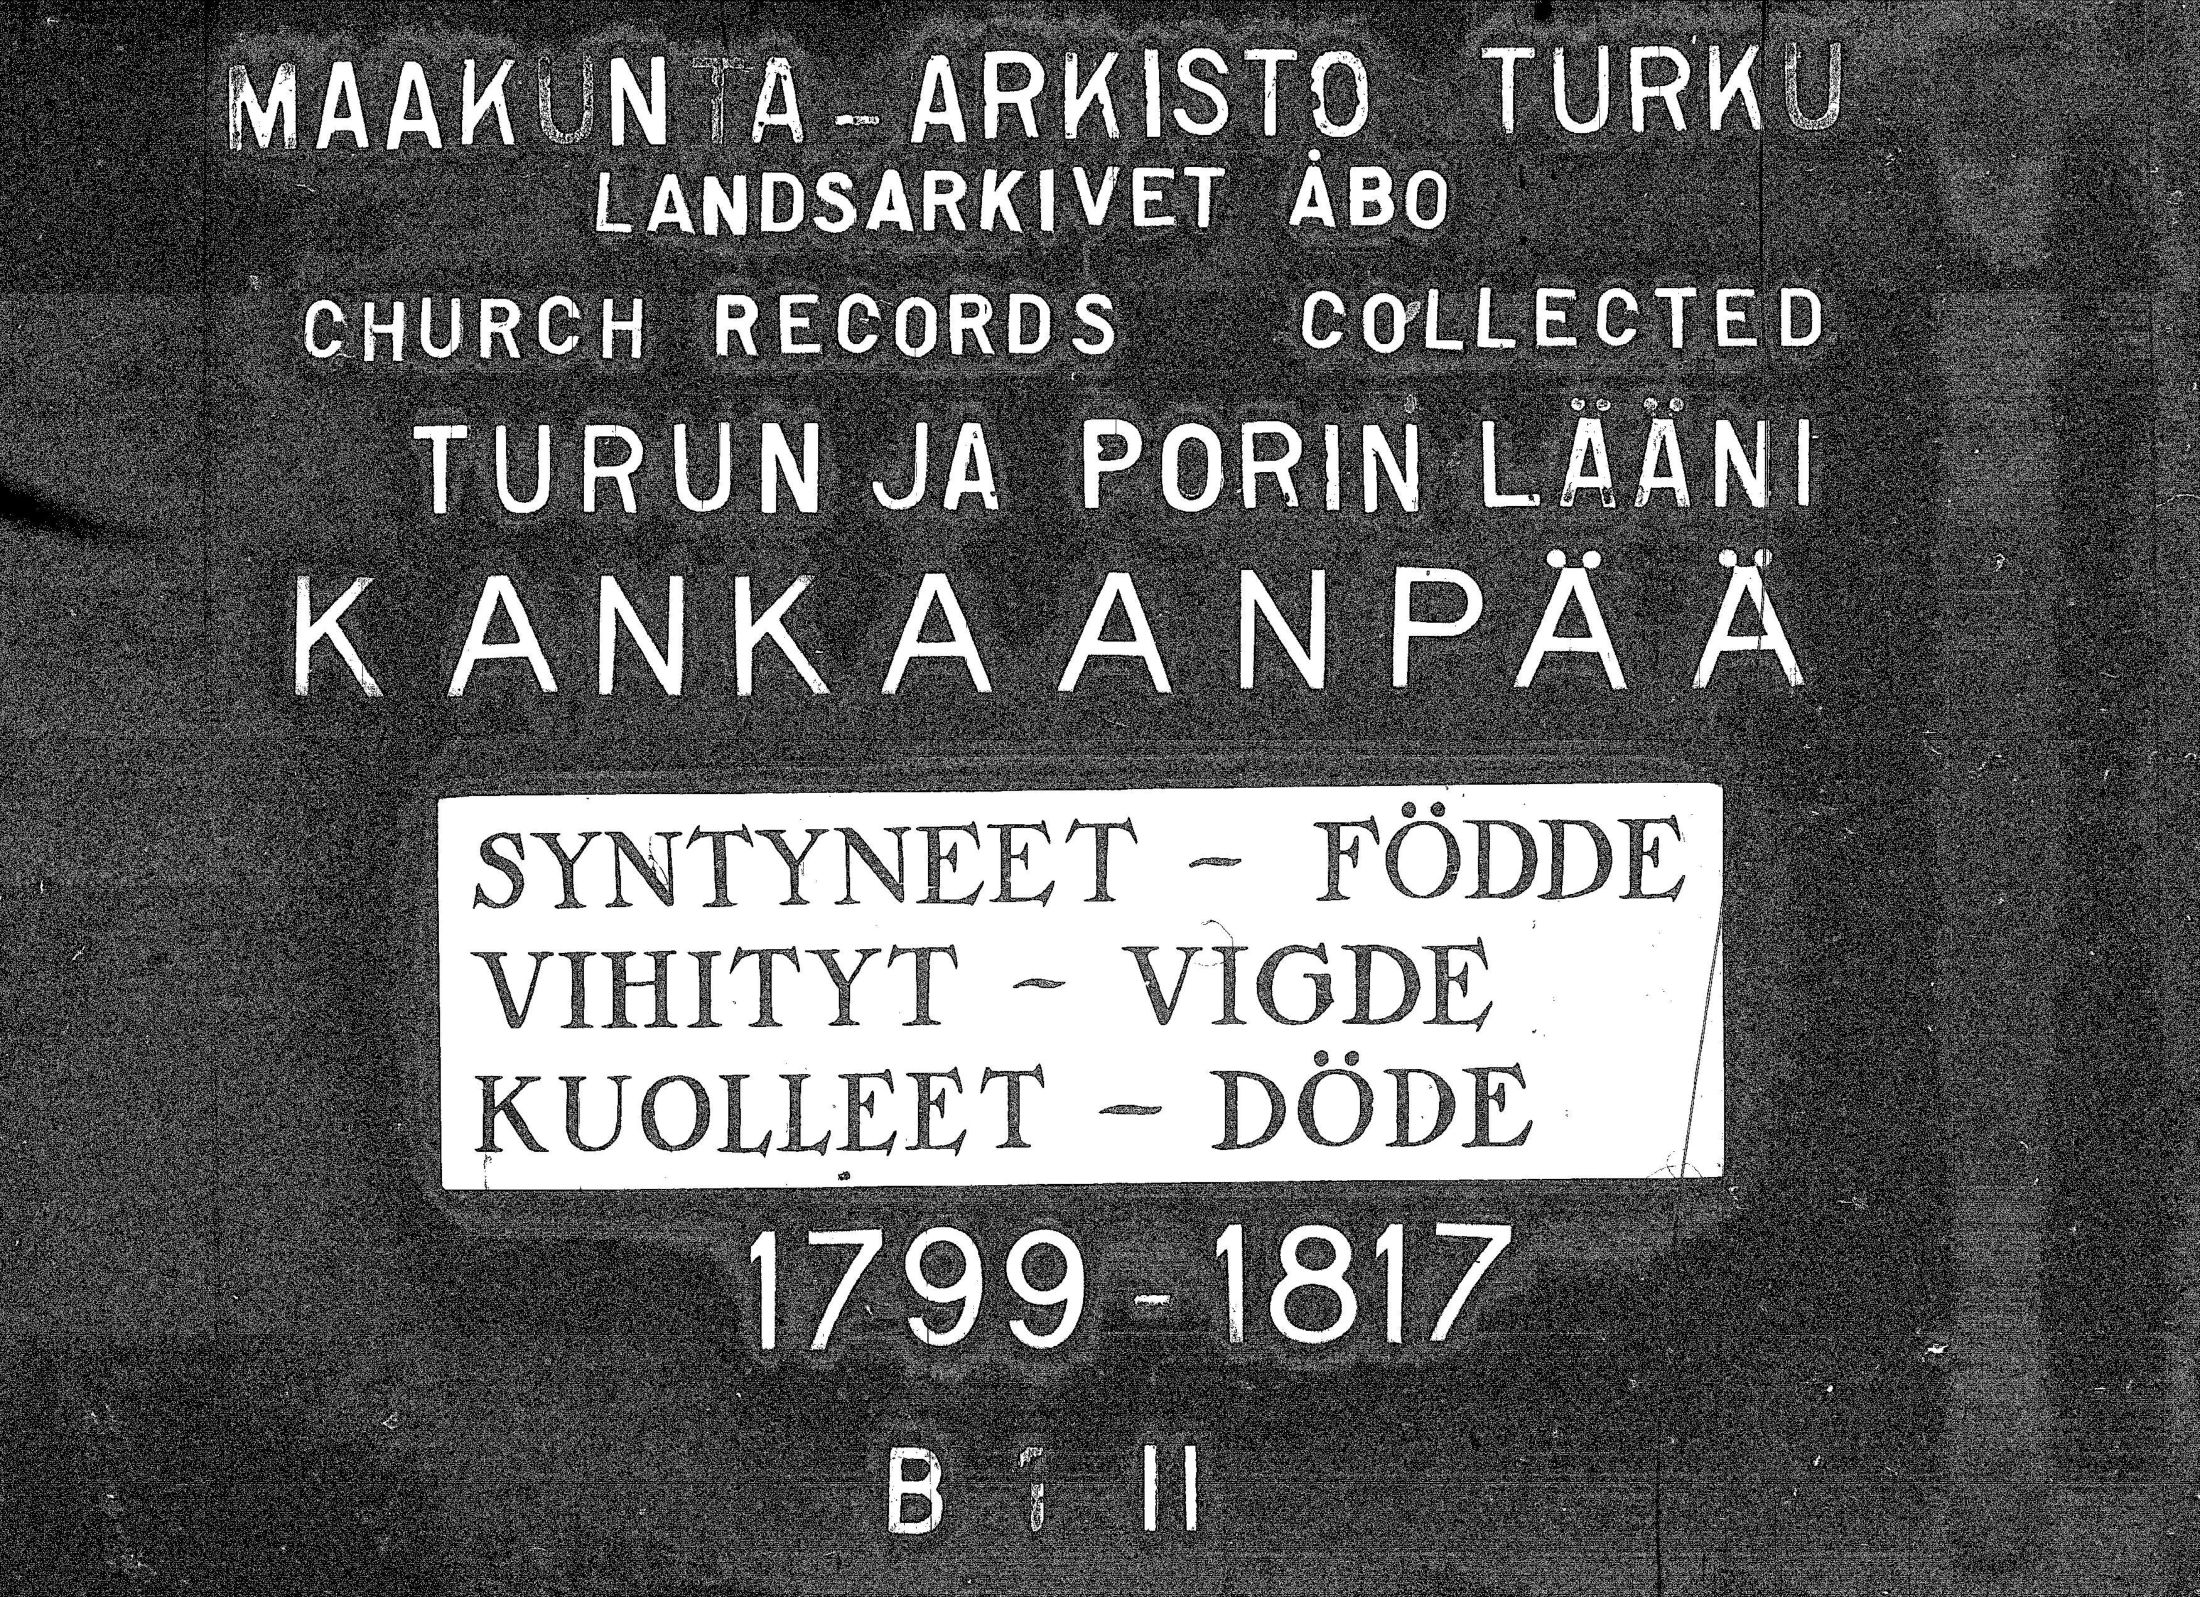 MAAKUNTA-ARKISTO TURKU
LANDSARKIVET ÅBO
CHURCH RECORDS COLLECTED
TURUN JA PORIN LÄÄNI
KANKAANPÄÄ
SYNTYNEET - FÖDDE
VIHITYT - VIGDE
KUOLLEET - DÖDE
1799-1817
B 1 II